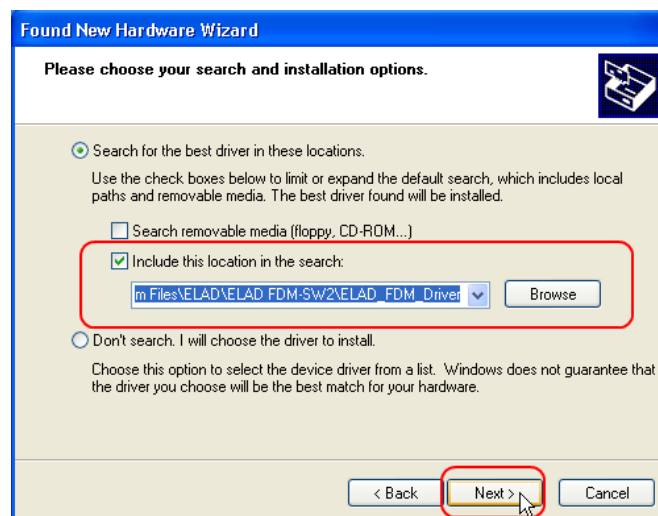 Found New Hardware Wizard
Please choose your search and installation options.
Search for the best driver in these locations.
Use the check boxes below to limit or expand the default search, which includes local
paths and removable media. The best driver found will be installed.
Search removable media (floppy, CD-ROM...)
Include this location in the search:
m Files\ELAD\ELAD FDM-SW2\ELAD_FDM_Driver
Browse
Don't search. I will choose the driver to install.
Choose this option to select the device driver from a list. Windows does not guarantee that
the driver you choose will be the best match for your hardware.
< Back Next > Cancel